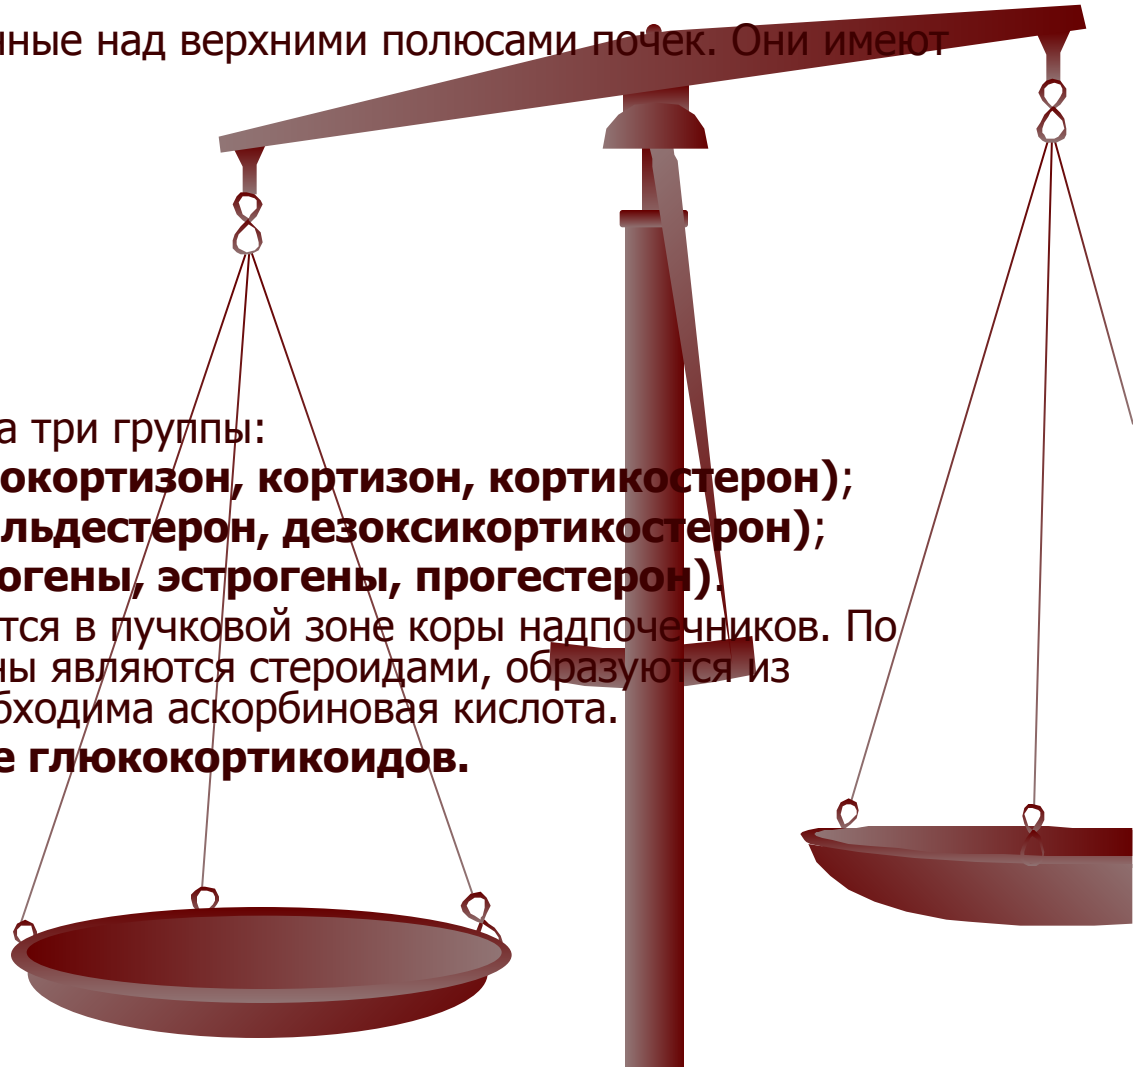 нные над верхними полюсами почек. Они имеют
а три группы:
окортизон, кортизон, кортикостерон);
льдестерон, дезоксикортикостерон);
огены, эстрогены, прогестерон).
тся в пучковой зоне коры надпочечников. По
ны являются стероидами, образуются из
бходима аскорбиновая кислота.
е глюкокортикоидов.